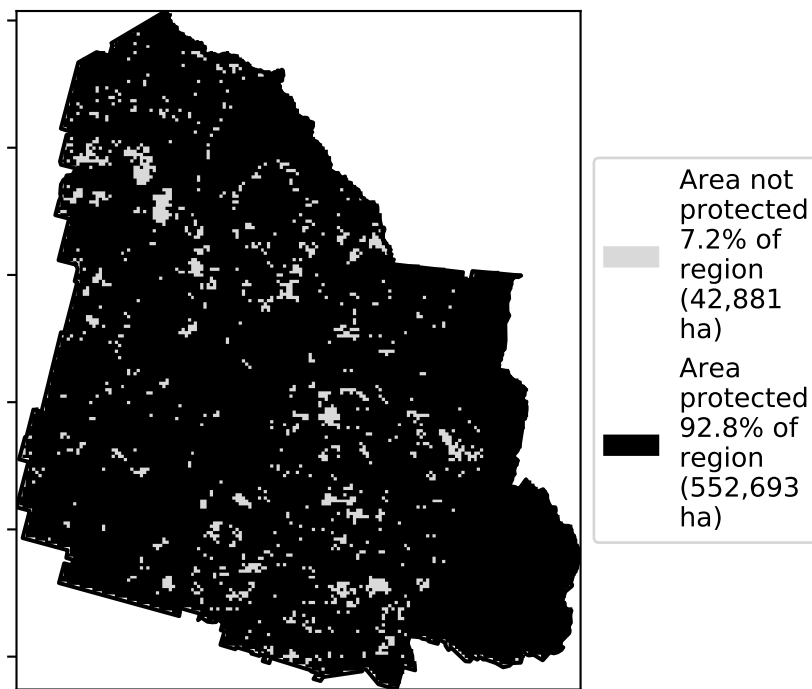 Area not
protected
7.2% of
region
(42,881
ha)
Area
protected
92.8% of
region
(552,693
ha)